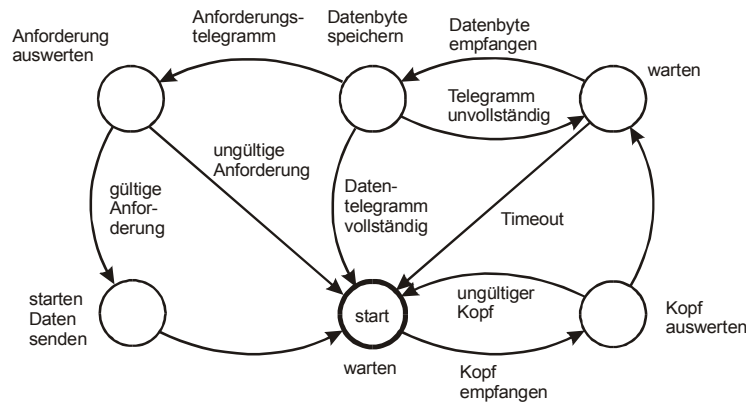 Anforderung
auswerten
Anforderungs-
telegramm
Datenbyte
speichern
Datenbyte
empfangen
warten
Telegramm
unvollständig
ungültige
Anforderung
gültige
Anfor-
derung
Daten-
telegramm
vollständig
Timeout
starten
Daten
senden
start
warten
ungültiger
Kopf
Kopf
auswerten
Kopf
empfangen